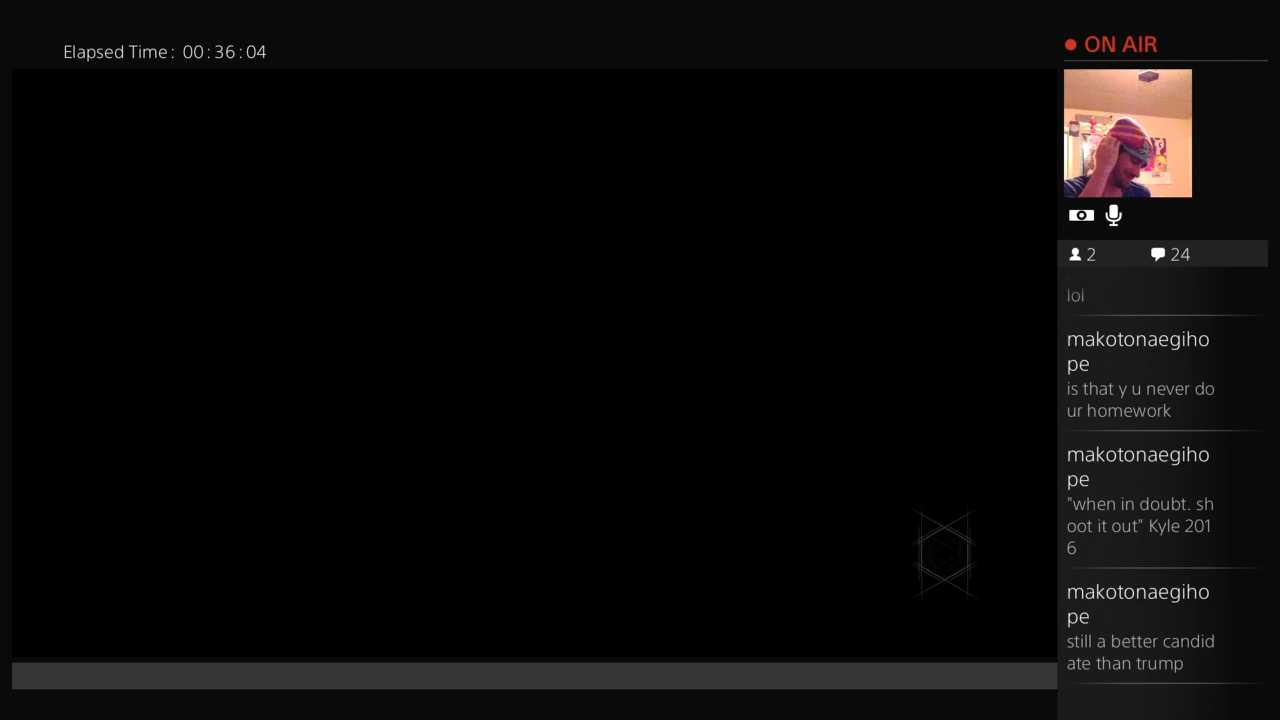 Elapsed Time: 00:36:04
ON AIR
2
24
lol
makotonaegiho
pe
is that y u never do
ur homework
makotonaegiho
pe
"when in doubt. sh
oot it out" Kyle 201
6
makotonaegiho
pe
still a better candid
ate than trump